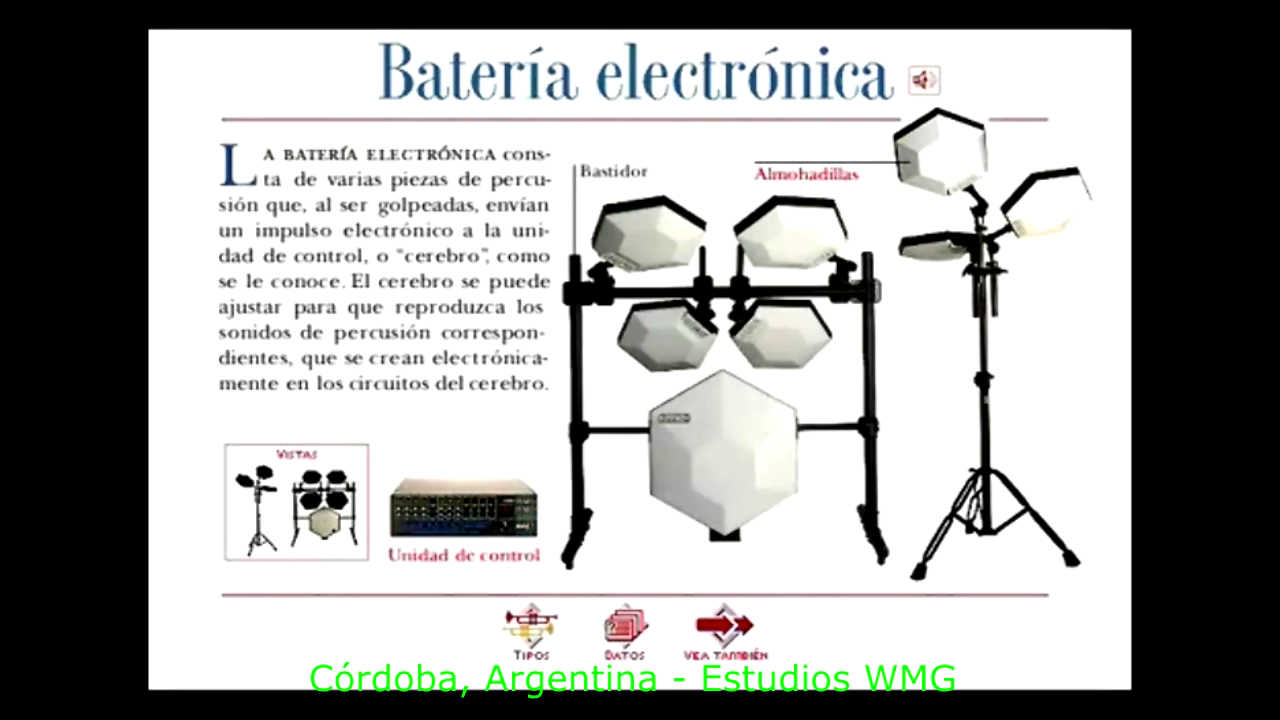 Batería electrónica
LA BATERÍA ELECTRÓNICA cons-
ta de varias piezas de percu-
sión que, al ser golpeadas, envían
un impulso electrónico a la uni-
dad de control, o “cerebro”, como
se le conoce. El cerebro se puede
ajustar para que reproduzca los
sonidos de percusión correspon-
dientes, que se crean electrónica-
mente en los circuitos del cerebro.
Bastidor
Almohadillas
VISTAS
Unidad de control
TIPOS
DATOS
VEA TAMBIÉN
Córdoba, Argentina - Estudios WMG